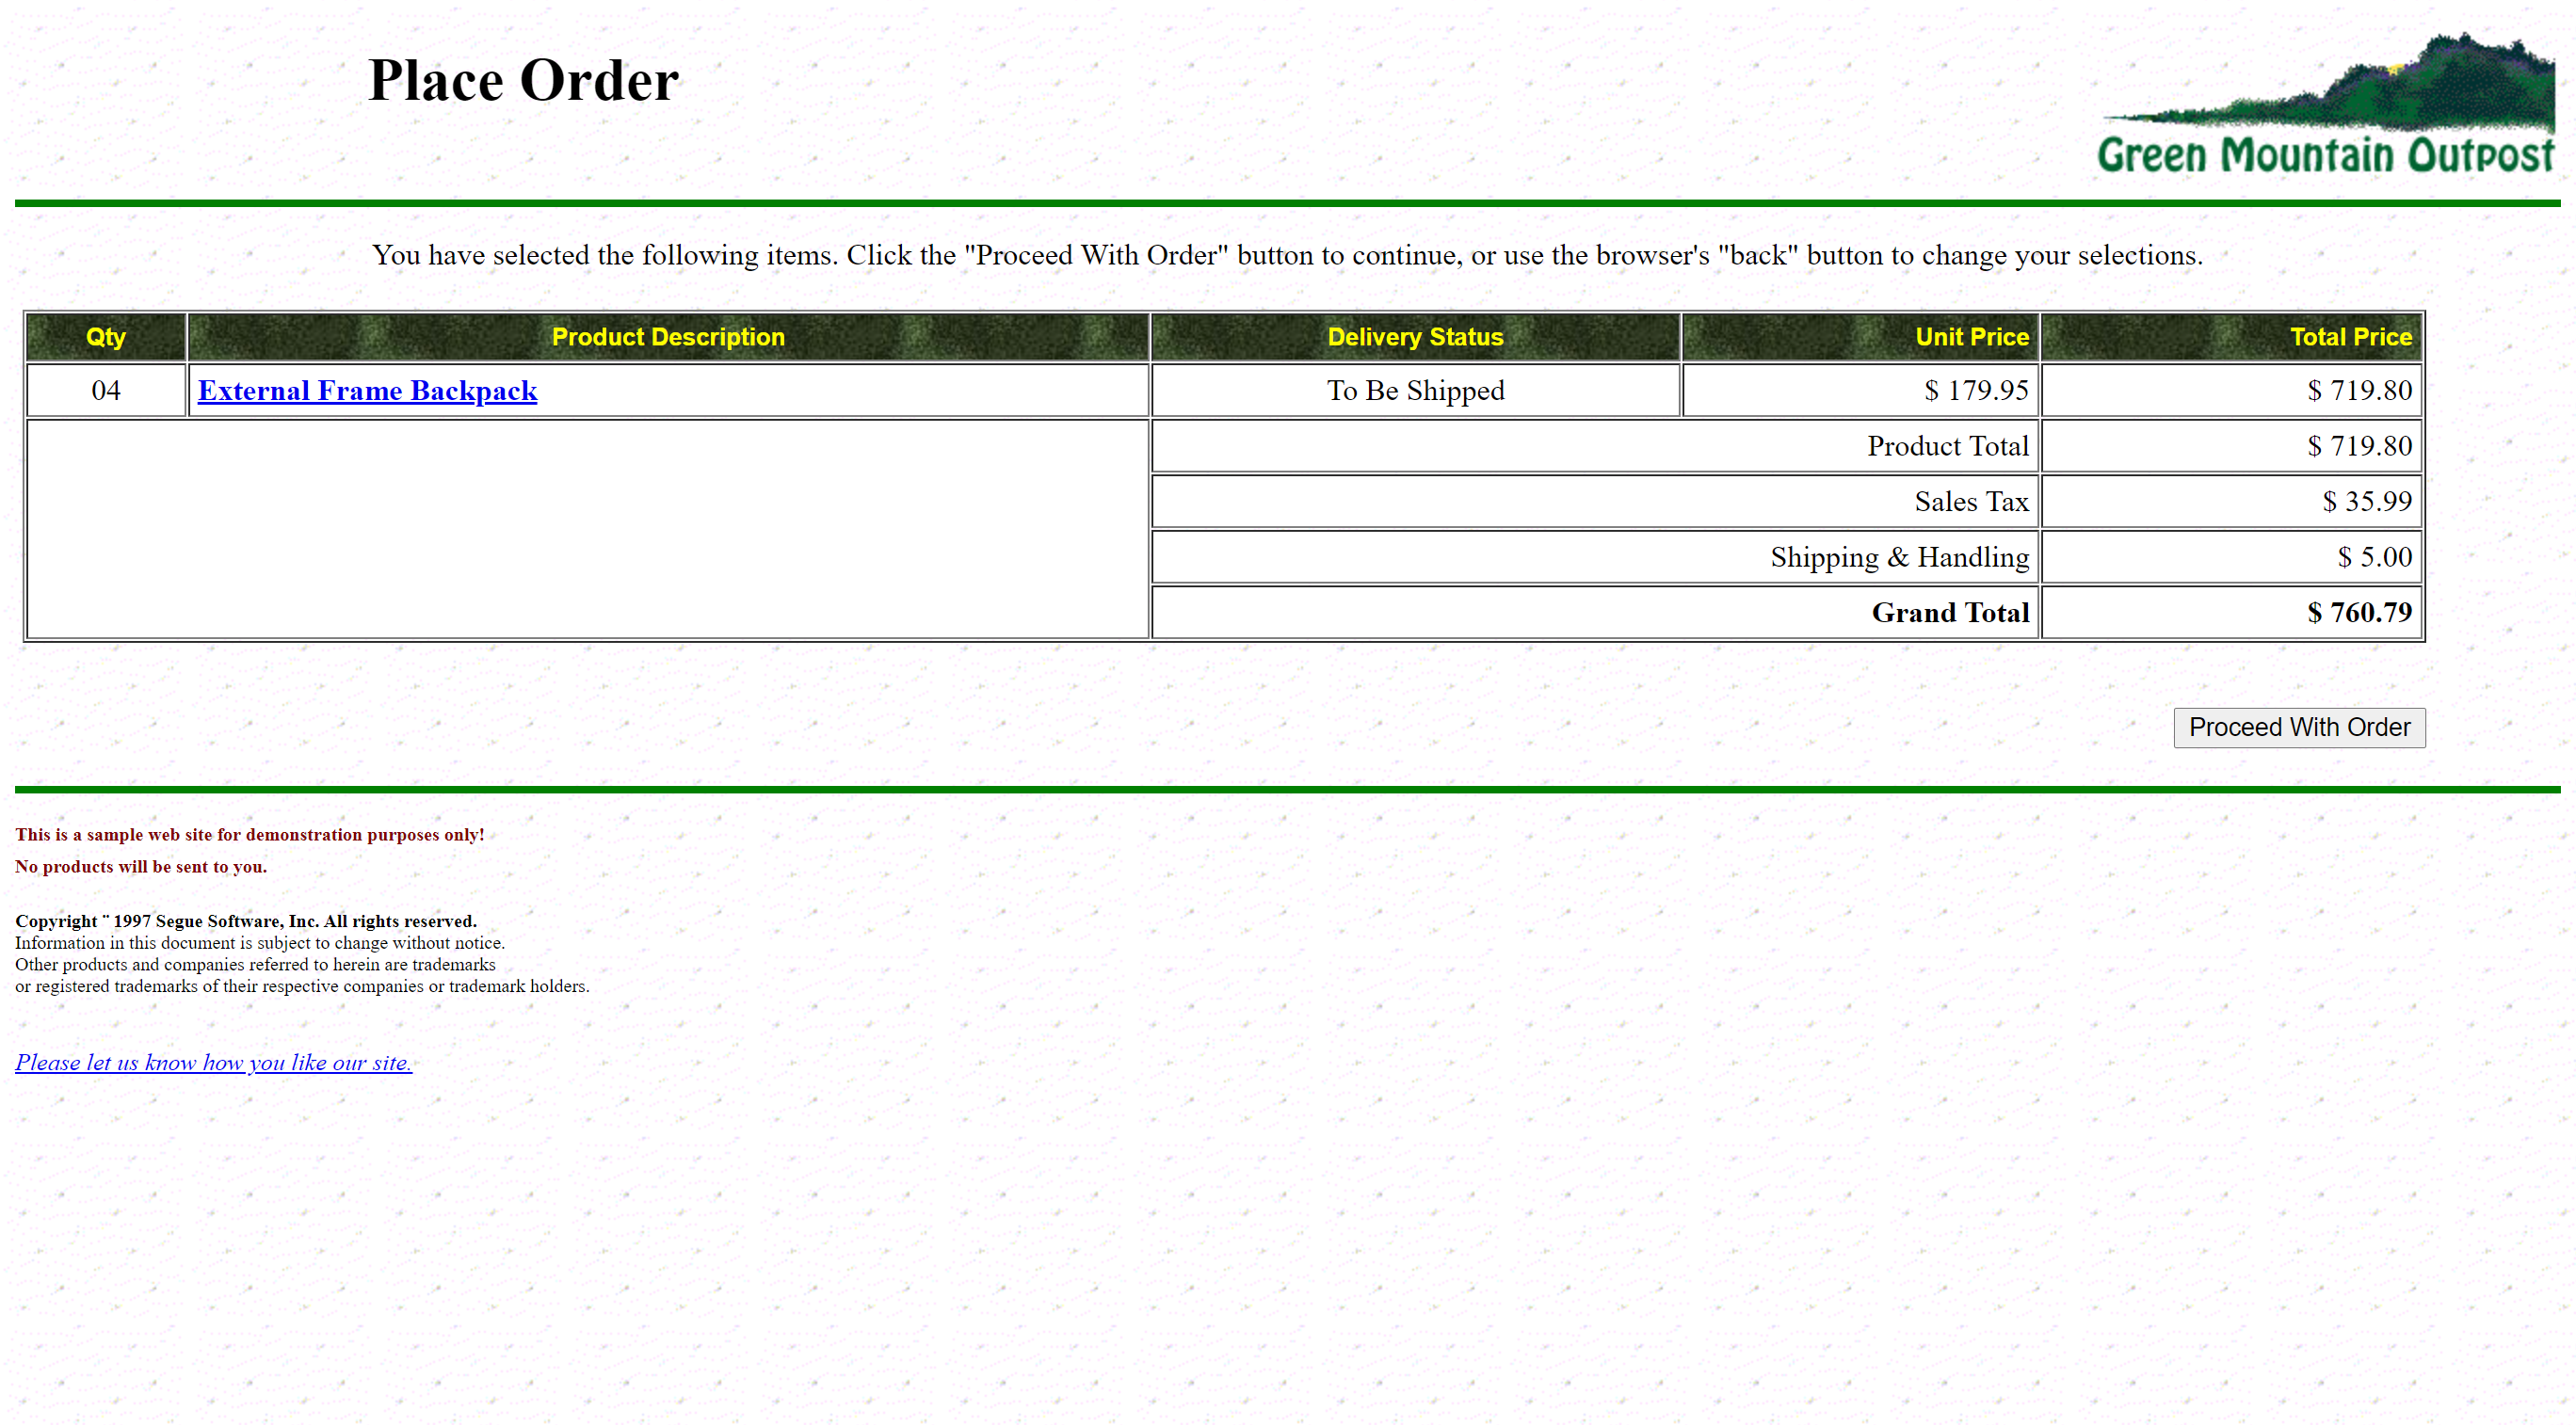 Place Order
Green Mountain Outpost
You have selected the following items. Click the "Proceed With Order" button to continue, or use the browser's "back" button to change your selections.
Qty Product Description Delivery Status Unit Price Total Price
04 External Frame Backpack To Be Shipped $ 179.95 $ 719.80
Product Total $ 719.80
Sales Tax $ 35.99
Shipping & Handling $ 5.00
Grand Total $ 760.79
Proceed With Order
This is a sample web site for demonstration purposes only!
No products will be sent to you.
Copyright ¨ 1997 Segue Software, Inc. All rights reserved.
Information in this document is subject to change without notice.
Other products and companies referred to herein are trademarks
or registered trademarks of their respective companies or trademark holders.
Please let us know how you like our site.